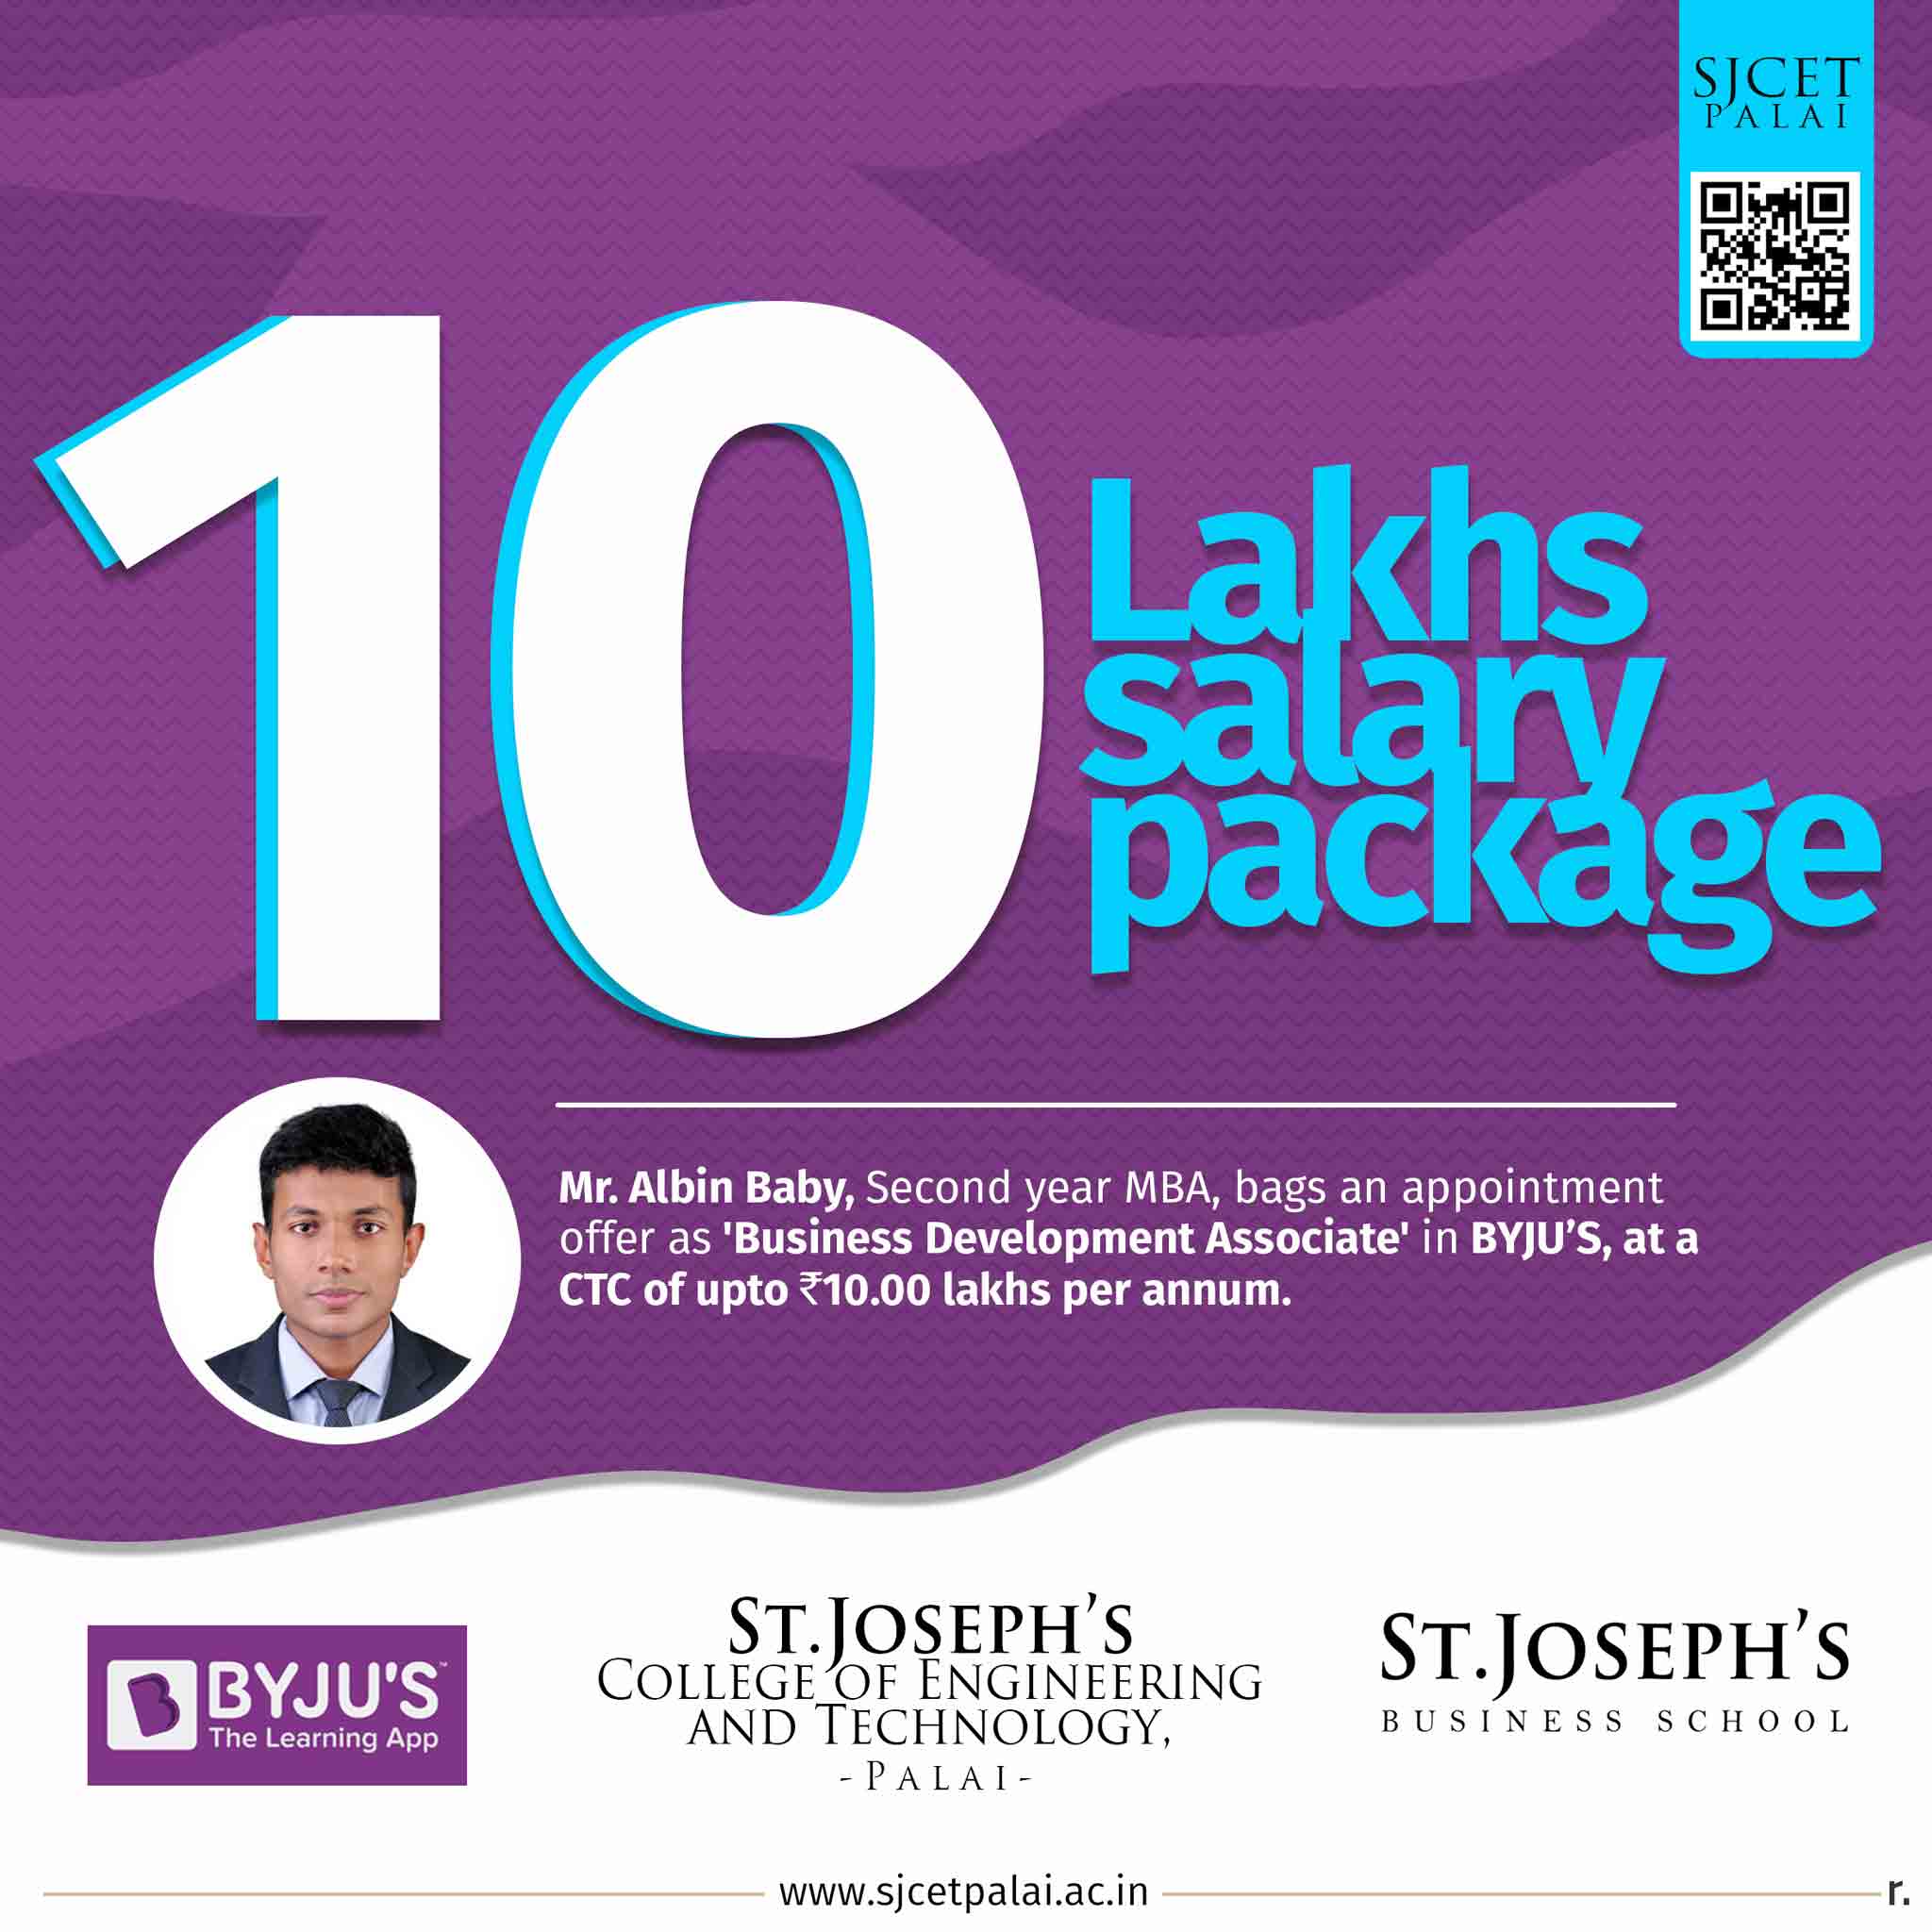 SJCET
PALAI
10
Lakhs
salary
package
Mr. Albin Baby, Second year MBA, bags an appointment
offer as 'Business Development Associate' in BYJU’S, at a
CTC of upto ₹10.00 lakhs per annum.
BYJU'S™
The Learning App
ST.JOSEPH’S
COLLEGE OF ENGINEERING
AND TECHNOLOGY,
- PALAI -
ST.JOSEPH’S
BUSINESS SCHOOL
www.sjcetpalai.ac.in
r.